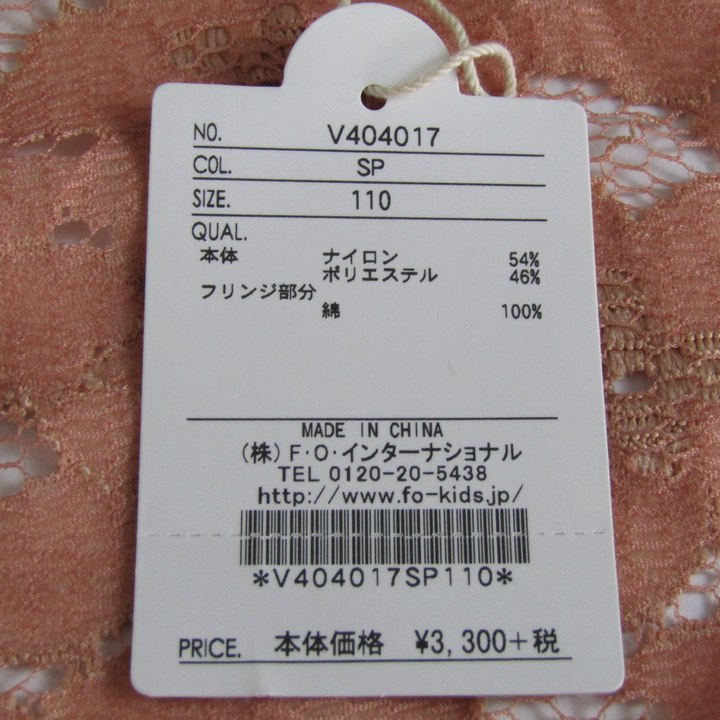 NO. V404017
COL. SP
SIZE. 110
QUAL.
本体 ナイロン 54%
ポリエステル 46%
フリンジ部分
綿 100%
MADE IN CHINA
(株)F・O・インターナショナル
TEL 0120-20-5438
http://www.fo-kids.jp/
*V404017SP110*
PRICE. 本体価格 ¥3,300+税